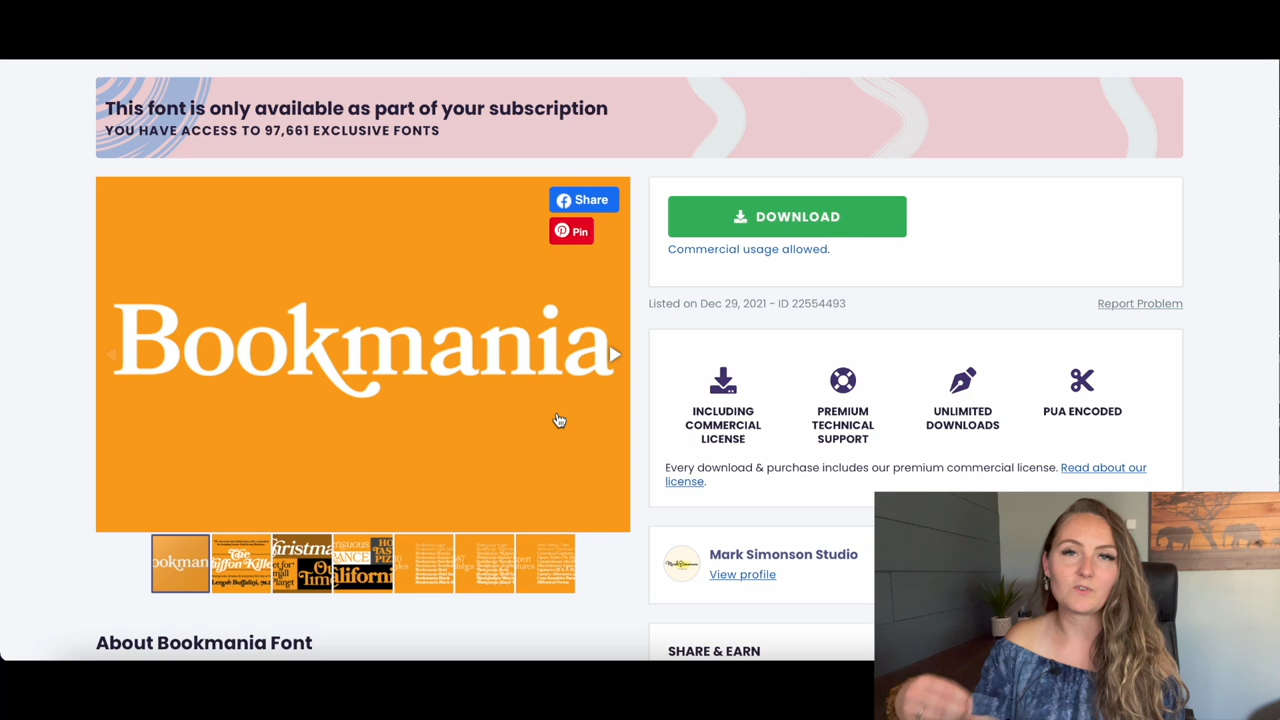 This font is only available as part of your subscription
YOU HAVE ACCESS TO 97,661 EXCLUSIVE FONTS
Share
Pin
Bookmania
DOWNLOAD
Commercial usage allowed.
Listed on Dec 29, 2021 - ID 22554493
Report Problem
INCLUDING
COMMERCIAL
LICENSE
PREMIUM
TECHNICAL
SUPPORT
UNLIMITED
DOWNLOADS
PUA ENCODED
Every download & purchase includes our premium commercial license. Read about our
license.
Mark Simonson Studio
View profile
About Bookmania Font
SHARE & EARN